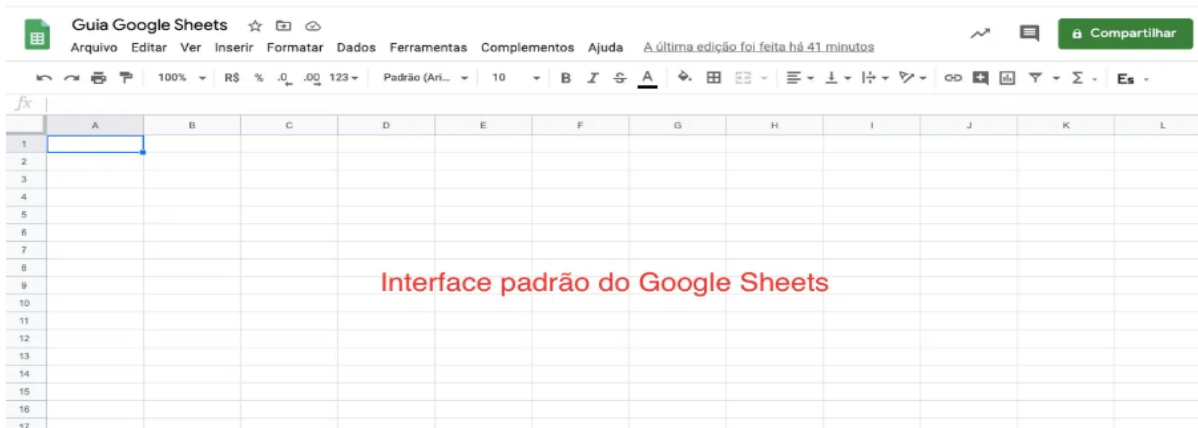 Guia Google Sheets
Arquivo Editar Ver Inserir Formatar Dados Ferramentas Complementos Ajuda A última edição foi feita há 41 minutos
Compartilhar
100% R$ % .0 .00 123 Padrão (Ari... 10 B I S A Σ Es
fx
A B C D E F G H I J K L
1
2
3
4
5
6
7
8
9
Interface padrão do Google Sheets
10
11
12
13
14
15
16
17